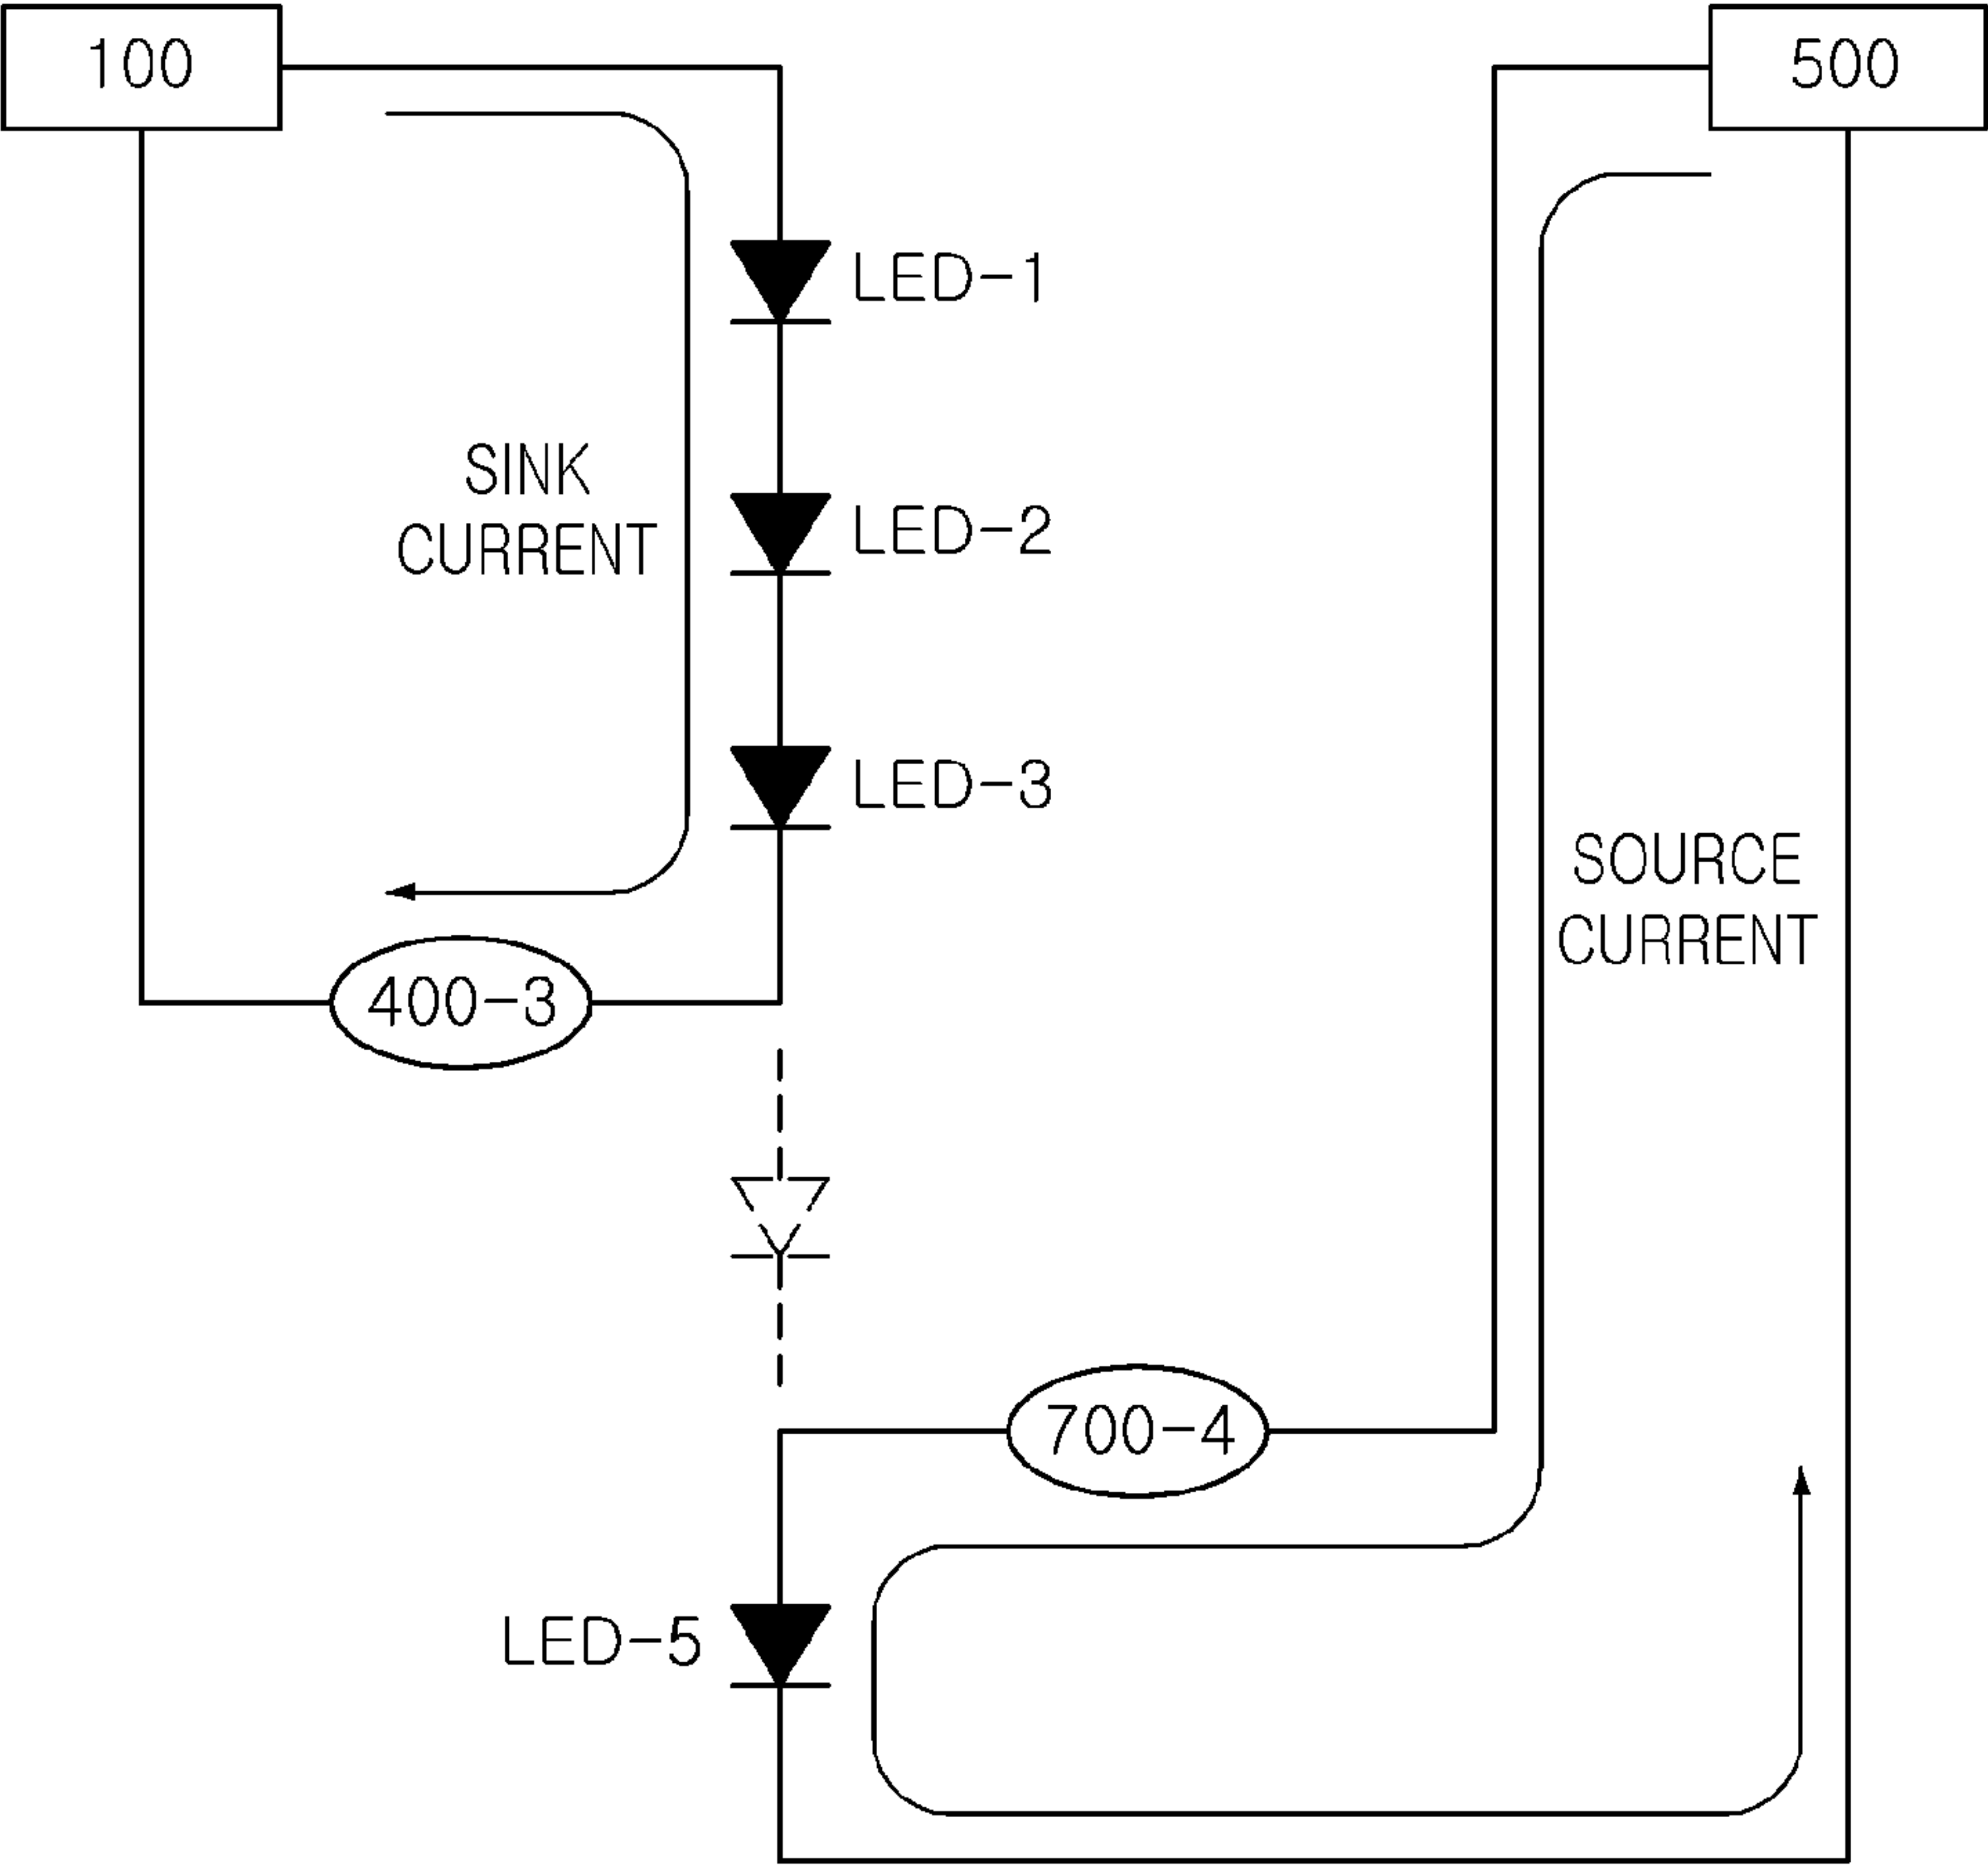 100
500
LED-1
SINK
CURRENT
LED-2
LED-3
SOURCE
CURRENT
400-3
700-4
LED-5